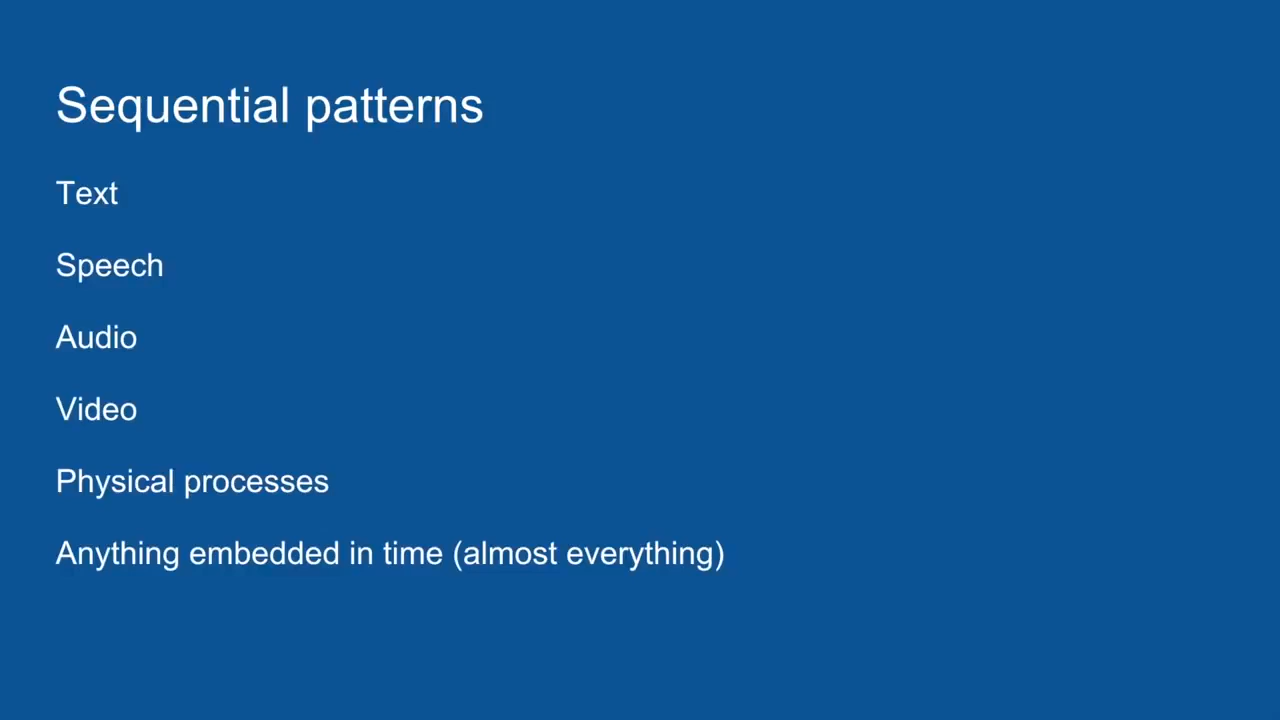 Sequential patterns
Text
Speech
Audio
Video
Physical processes
Anything embedded in time (almost everything)